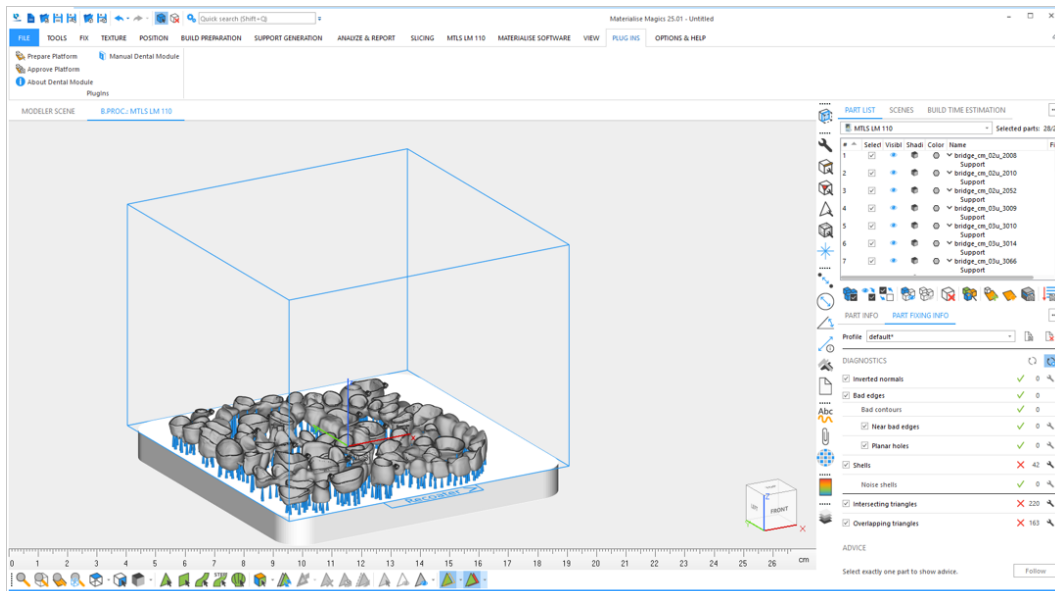 Quick search (Shift+Q)
Materialise Magics 25.01 - Untitled
FILE TOOLS FIX TEXTURE POSITION BUILD PREPARATION SUPPORT GENERATION ANALYZE & REPORT SLICING MTLS LM 110 MATERIALISE SOFTWARE VIEW PLUG INS OPTIONS & HELP
Prepare Platform Manual Dental Module
Approve Platform
About Dental Module
PlugIns
MODELER SCENE B.PROC.: MTLS LM 110
PART LIST SCENES BUILD TIME ESTIMATION
MTLS LM 110 Selected parts: 28/2
# Select Visibl Shadi Color Name Fi
1 bridge_cm_02u_2008
Support
2 bridge_cm_02u_2010
Support
3 bridge_cm_02u_2052
Support
4 bridge_cm_03u_3009
Support
5 bridge_cm_03u_3010
Support
6 bridge_cm_03u_3014
Support
7 bridge_cm_03u_3066
Support
PART INFO PART FIXING INFO
Profile default*
DIAGNOSTICS
Inverted normals 0
Bad edges 0
Bad contours 0
Near bad edges 0
Planar holes 0
Shells 42
Noise shells 0
Intersecting triangles 220
Overlapping triangles 163
ADVICE
Select exactly one part to show advice. Follow
Recoater
Z
X
Y
FRONT
X
0 1 2 3 4 5 6 7 8 9 10 11 12 13 14 15 16 17 18 19 20 21 22 23 24 25 26 cm
Abc